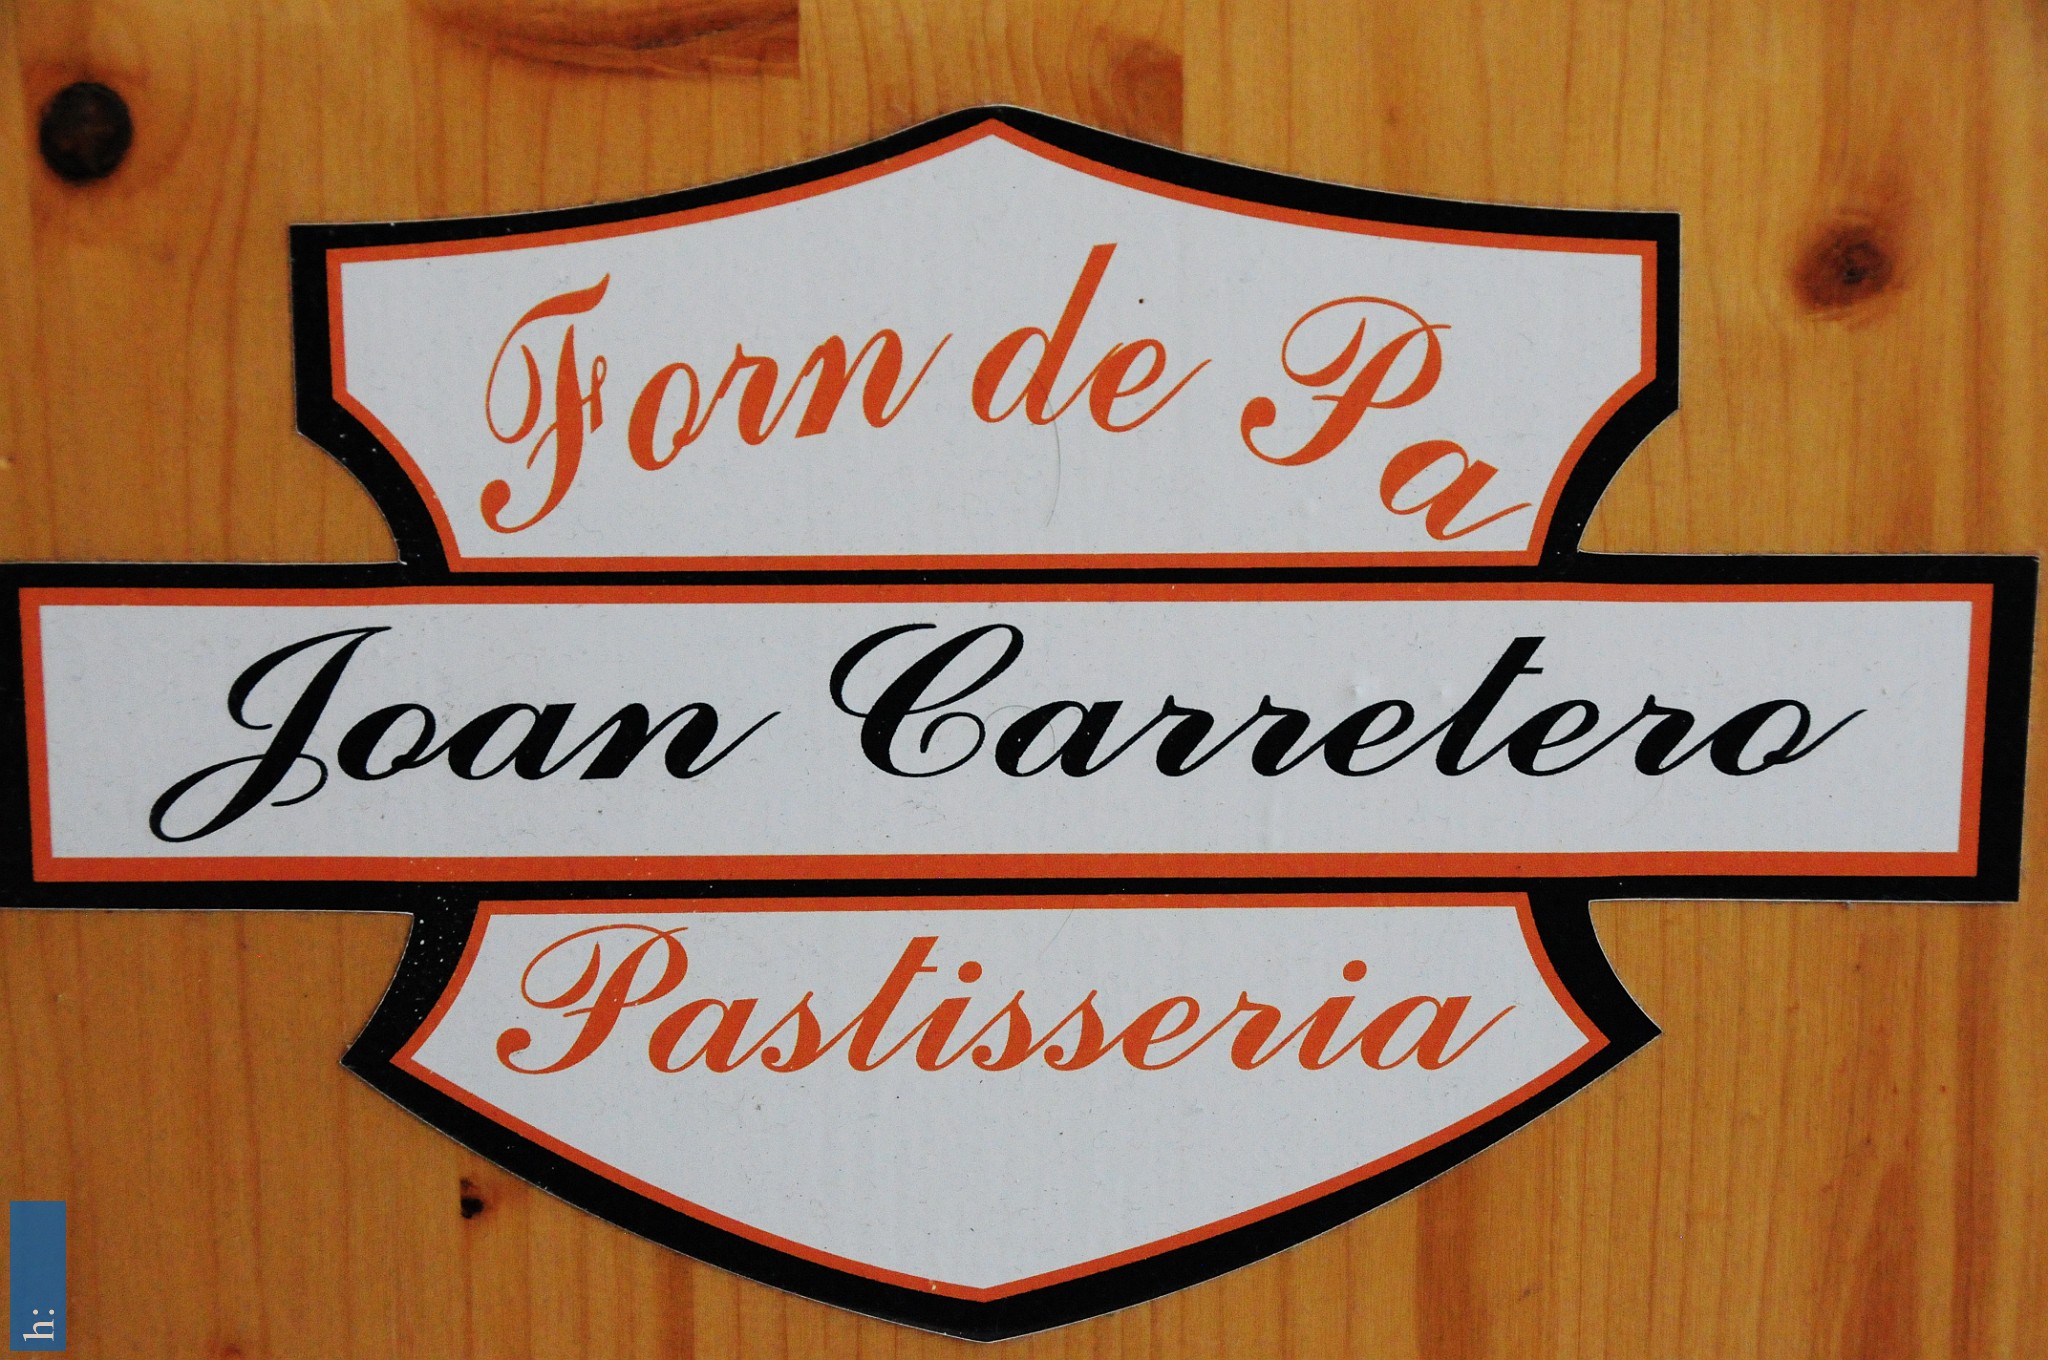 Forn de Pa
Joan Carretero
Pastisseria
h: